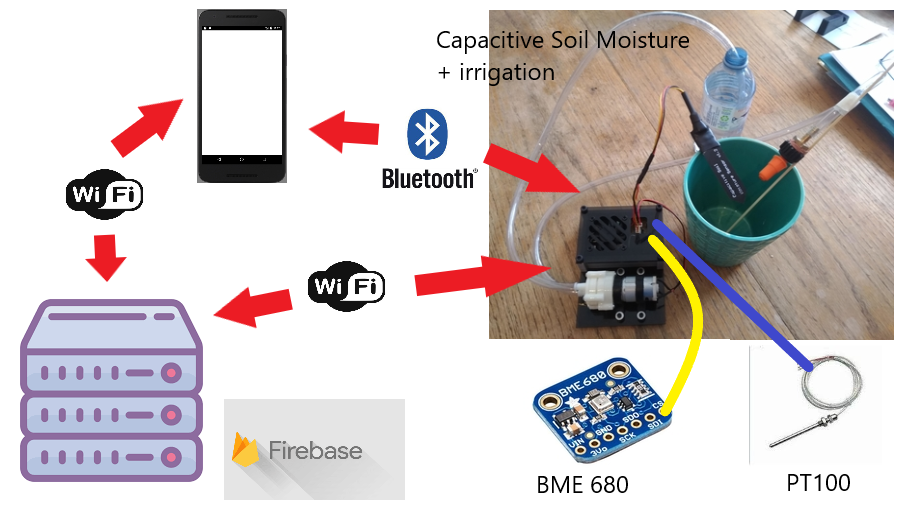 Capacitive Soil Moisture
+ irrigation
Bluetooth®
Wi Fi
Wi Fi
BME680
CS
SDO
SDI
SCK
GND
3Vo
VIN
Firebase
BME 680
PT100